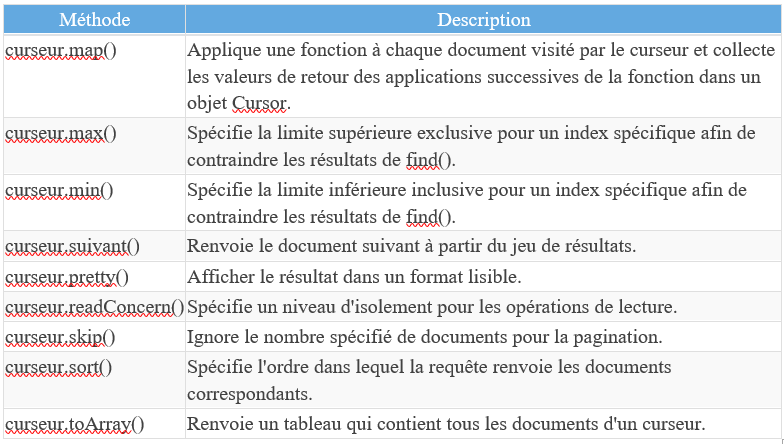 Méthode Description
curseur.map() Applique une fonction à chaque document visité par le curseur et collecte
les valeurs de retour des applications successives de la fonction dans un
objet Cursor.
curseur.max() Spécifie la limite supérieure exclusive pour un index spécifique afin de
contraindre les résultats de find().
curseur.min() Spécifie la limite inférieure inclusive pour un index spécifique afin de
contraindre les résultats de find().
curseur.suivant() Renvoie le document suivant à partir du jeu de résultats.
curseur.pretty() Afficher le résultat dans un format lisible.
curseur.readConcern() Spécifie un niveau d'isolement pour les opérations de lecture.
curseur.skip() Ignore le nombre spécifié de documents pour la pagination.
curseur.sort() Spécifie l'ordre dans lequel la requête renvoie les documents
correspondants.
curseur.toArray() Renvoie un tableau qui contient tous les documents d'un curseur.